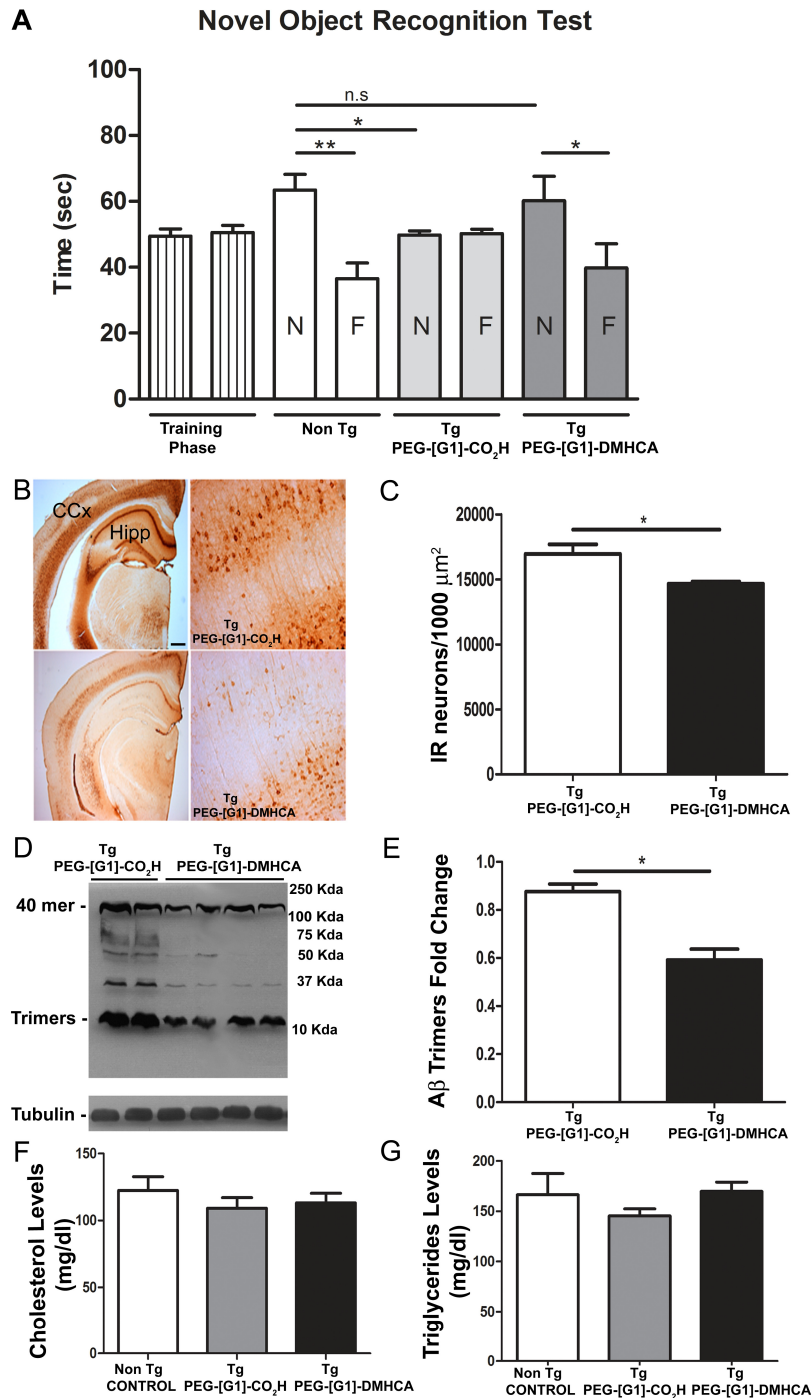 A
Novel Object Recognition Test
Time (sec)
100
80
60
40
20
0
n.s
*
**
*
N
F
N
F
N
F
Training
Phase
Non Tg
Tg
PEG-[G1]-CO₂H
Tg
PEG-[G1]-DMHCA
B
CCx
Hipp
Tg
PEG-[G1]-CO₂H
Tg
PEG-[G1]-DMHCA
C
IR neurons/1000 μm²
20000
15000
10000
5000
0
*
Tg
PEG-[G1]-CO₂H
Tg
PEG-[G1]-DMHCA
D
Tg
PEG-[G1]-CO₂H
Tg
PEG-[G1]-DMHCA
40 mer -
Trimers -
Tubulin -
250 Kda
100 Kda
75 Kda
50 Kda
37 Kda
10 Kda
E
Aβ Trimers Fold Change
1.0
0.8
0.6
0.4
0.2
0.0
*
Tg
PEG-[G1]-CO₂H
Tg
PEG-[G1]-DMHCA
F
Cholesterol Levels
(mg/dl)
150
100
50
0
Non Tg
CONTROL
Tg
PEG-[G1]-CO₂H
Tg
PEG-[G1]-DMHCA
G
Triglycerides Levels
(mg/dl)
200
150
100
50
0
Non Tg
CONTROL
Tg
PEG-[G1]-CO₂H
Tg
PEG-[G1]-DMHCA